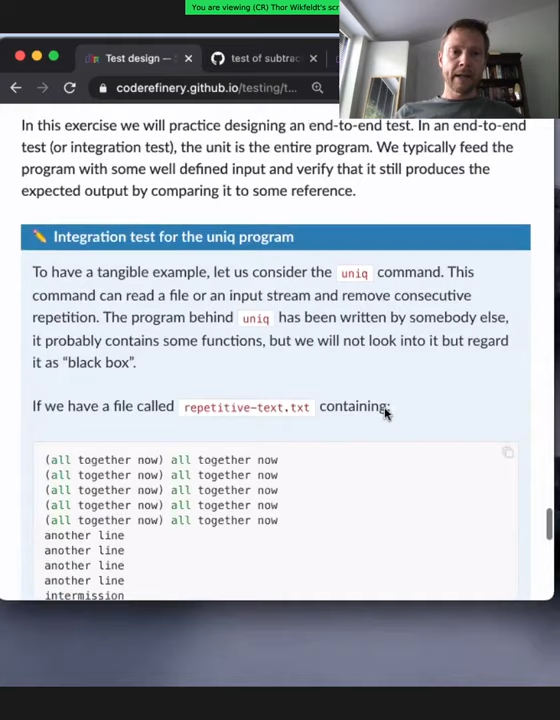 You are viewing (CR) Thor Wikfeldt's scr
Test design —
test of subtrac
coderefinery.github.io/testing/t...
In this exercise we will practice designing an end-to-end test. In an end-to-end
test (or integration test), the unit is the entire program. We typically feed the
program with some well defined input and verify that it still produces the
expected output by comparing it to some reference.
Integration test for the uniq program
To have a tangible example, let us consider the uniq command. This
command can read a file or an input stream and remove consecutive
repetition. The program behind uniq has been written by somebody else,
it probably contains some functions, but we will not look into it but regard
it as “black box”.
If we have a file called repetitive-text.txt containing:
(all together now) all together now
(all together now) all together now
(all together now) all together now
(all together now) all together now
(all together now) all together now
another line
another line
another line
another line
intermission